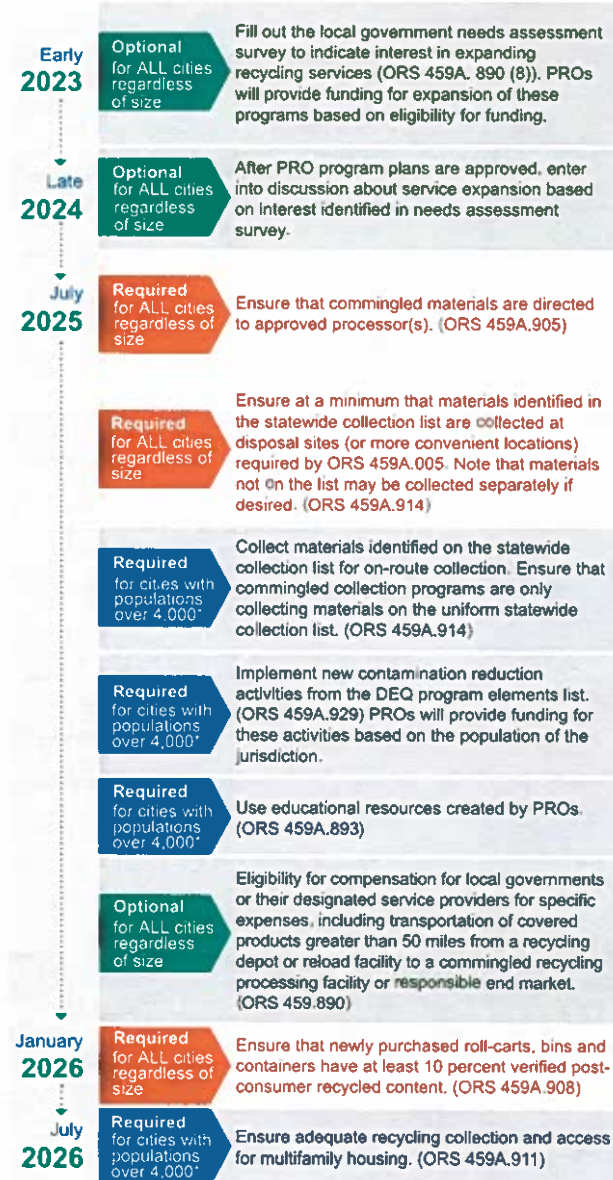 Early
2023
Optional
for ALL cities
regardless
of size
Fill out the local government needs assessment
survey to indicate interest in expanding
recycling services (ORS 459A. 890 (8)). PROs
will provide funding for expansion of these
programs based on eligibility for funding.
Late
2024
Optional
for ALL cities
regardless
of size
After PRO program plans are approved, enter
into discussion about service expansion based
on interest identified in needs assessment
survey.
July
2025
Required
for ALL cities
regardless of
size
Ensure that commingled materials are directed
to approved processor(s). (ORS 459A.905)
Required
for ALL cities
regardless of
size
Ensure at a minimum that materials identified in
the statewide collection list are collected at
disposal sites (or more convenient locations)
required by ORS 459A.005. Note that materials
not on the list may be collected separately if
desired. (ORS 459A.914)
Required
for cities with
populations
over 4,000*
Collect materials identified on the statewide
collection list for on-route collection. Ensure that
commingled collection programs are only
collecting materials on the uniform statewide
collection list. (ORS 459A.914)
Required
for cities with
populations
over 4,000*
Implement new contamination reduction
activities from the DEQ program elements list.
(ORS 459A.929) PROs will provide funding for
these activities based on the population of the
jurisdiction.
Required
for cities with
populations
over 4,000*
Use educational resources created by PROs.
(ORS 459A.893)
Optional
for ALL cities
regardless
of size
Eligibility for compensation for local governments
or their designated service providers for specific
expenses, including transportation of covered
products greater than 50 miles from a recycling
depot or reload facility to a commingled recycling
processing facility or responsible end market.
(ORS 459.890)
January
2026
Required
for ALL cities
regardless of
size
Ensure that newly purchased roll-carts, bins and
containers have at least 10 percent verified post-
consumer recycled content. (ORS 459A.908)
July
2026
Required
for cities with
populations
over 4,000*
Ensure adequate recycling collection and access
for multifamily housing. (ORS 459A.911)